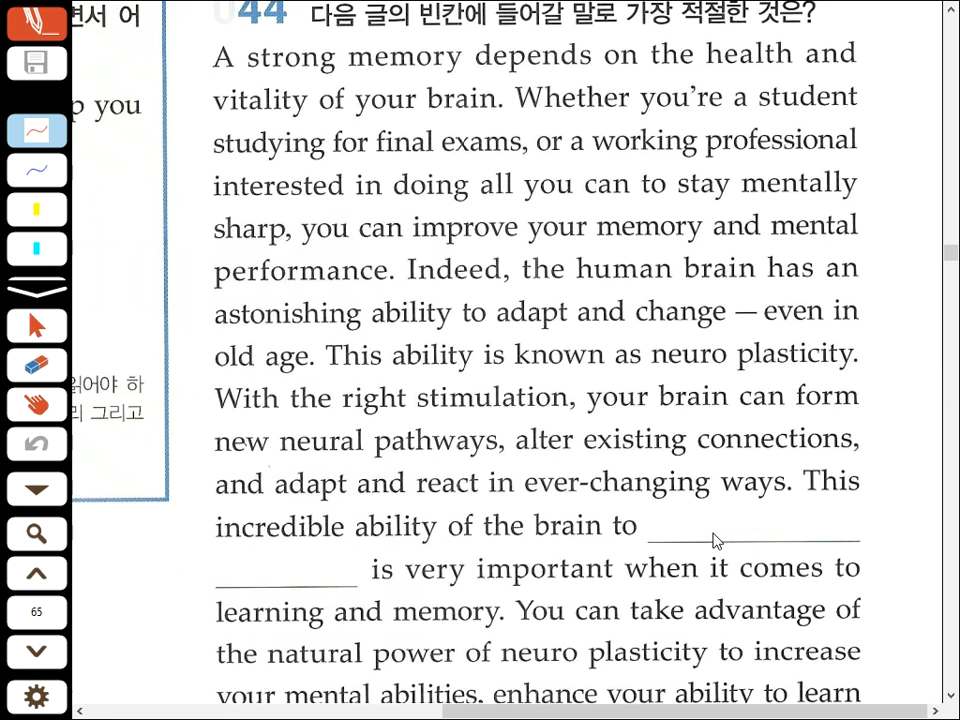 면서 어
p you
읽어야 하
리 그리고
65
044 다음 글의 빈칸에 들어갈 말로 가장 적절한 것은?
A strong memory depends on the health and
vitality of your brain. Whether you're a student
studying for final exams, or a working professional
interested in doing all you can to stay mentally
sharp, you can improve your memory and mental
performance. Indeed, the human brain has an
astonishing ability to adapt and change — even in
old age. This ability is known as neuro plasticity.
With the right stimulation, your brain can form
new neural pathways, alter existing connections,
and adapt and react in ever-changing ways. This
incredible ability of the brain to
is very important when it comes to
learning and memory. You can take advantage of
the natural power of neuro plasticity to increase
your mental abilities, enhance your ability to learn